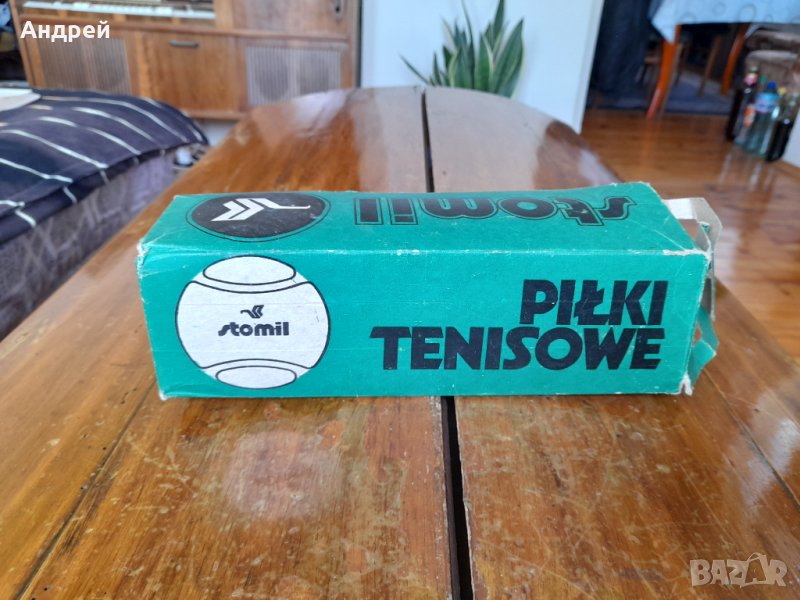 Андрей
stomil
stomil
PIŁKI
TENISOWE
BAZAR